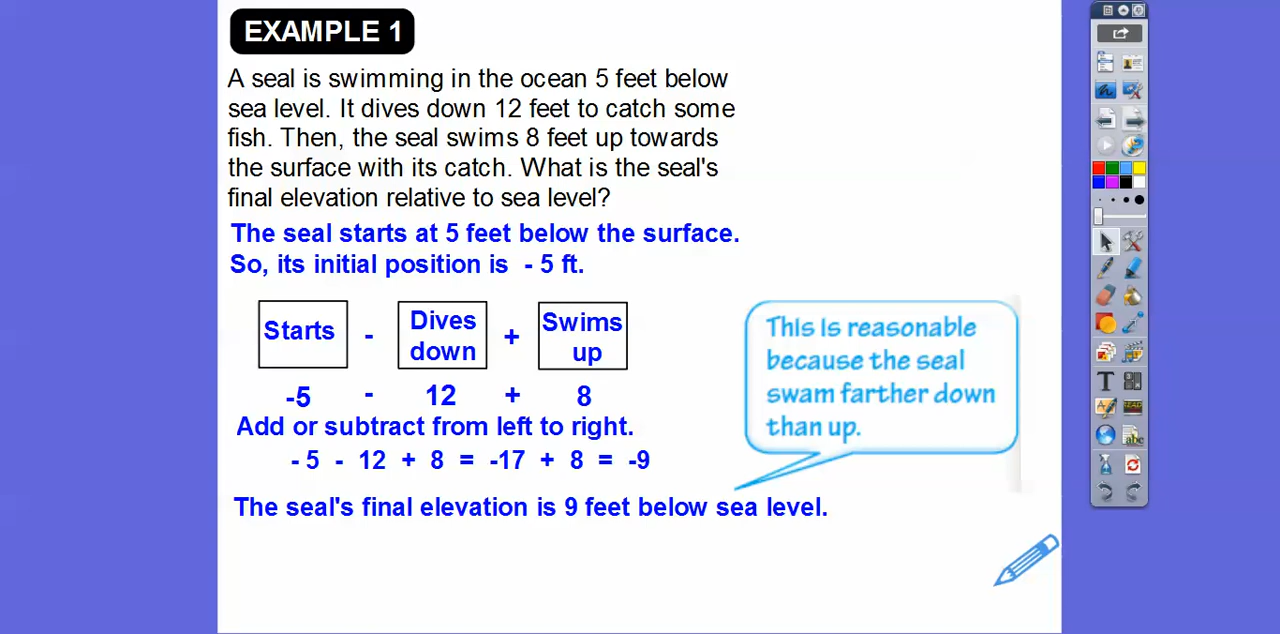 EXAMPLE 1
A seal is swimming in the ocean 5 feet below
sea level. It dives down 12 feet to catch some
fish. Then, the seal swims 8 feet up towards
the surface with its catch. What is the seal's
final elevation relative to sea level?
The seal starts at 5 feet below the surface.
So, its initial position is - 5 ft.
Starts - Dives down + Swims up
-5 - 12 + 8
Add or subtract from left to right.
- 5 - 12 + 8 = -17 + 8 = -9
This is reasonable
because the seal
swam farther down
than up.
The seal's final elevation is 9 feet below sea level.